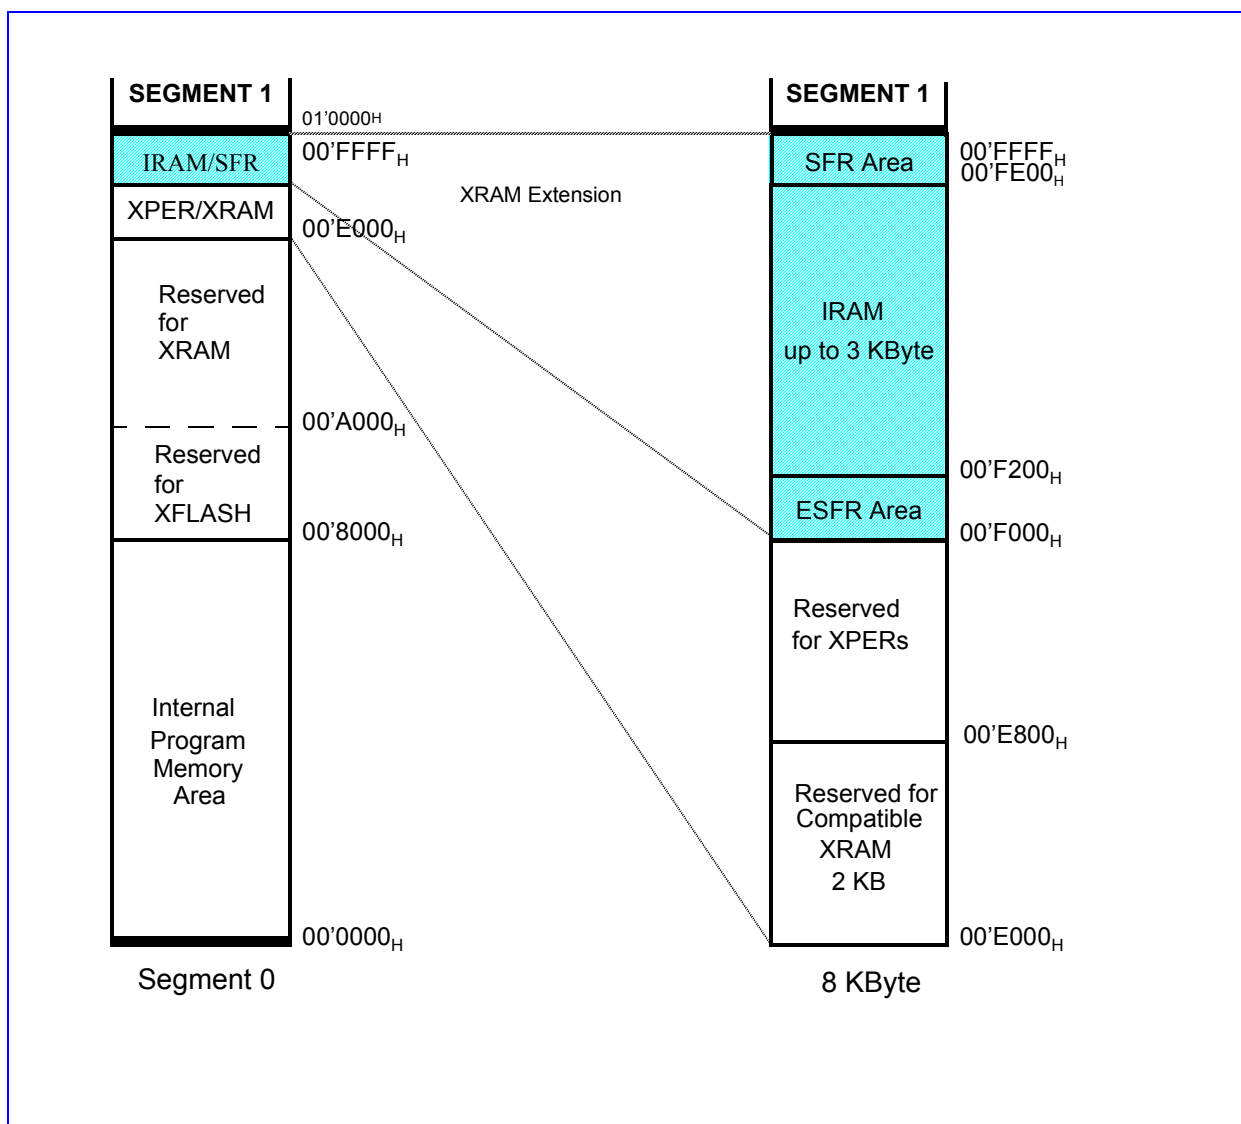 SEGMENT 1
01'0000H
IRAM/SFR
00'FFFFH
XPER/XRAM
00'E000H
Reserved
for
XRAM
00'A000H
Reserved
for
XFLASH
00'8000H
Internal
Program
Memory
Area
00'0000H
Segment 0
XRAM Extension
SEGMENT 1
SFR Area
00'FFFFH
00'FE00H
IRAM
up to 3 KByte
00'F200H
ESFR Area
00'F000H
Reserved
for XPERs
00'E800H
Reserved for
Compatible
XRAM
2 KB
00'E000H
8 KByte